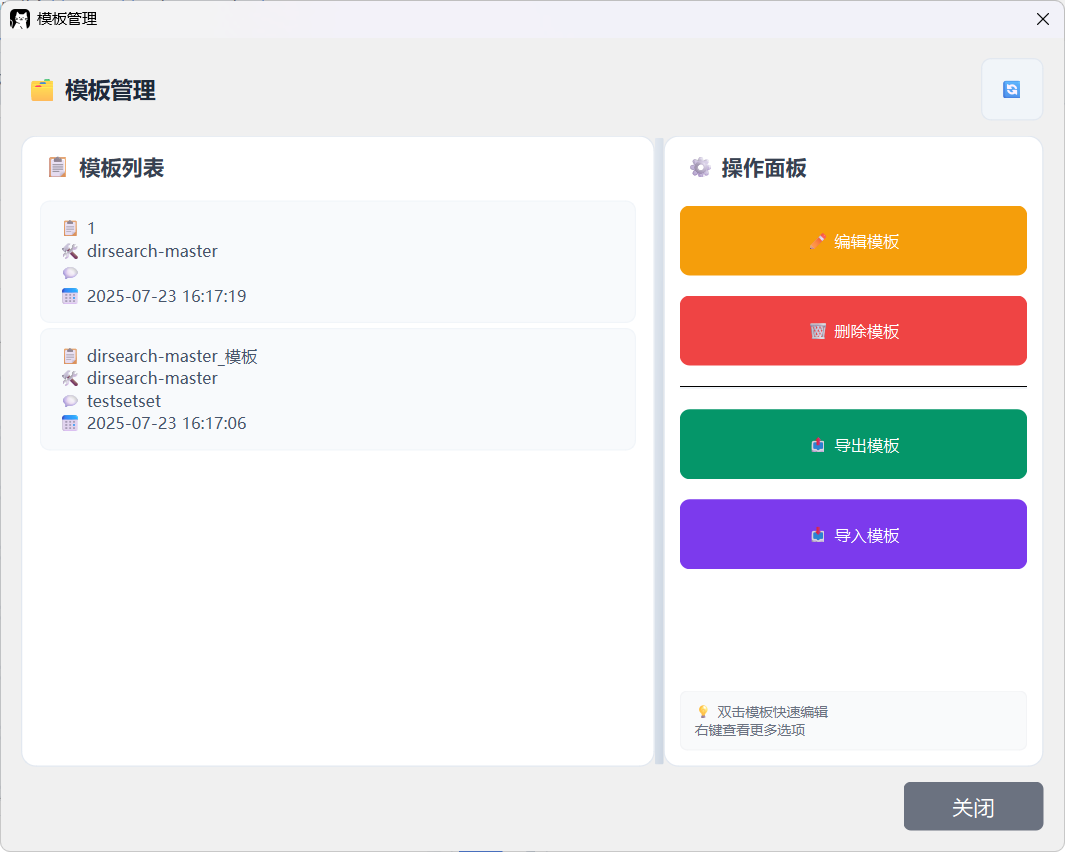 模板管理
模板管理
模板列表
1
dirsearch-master
2025-07-23 16:17:19
dirsearch-master_模板
dirsearch-master
testsetset
2025-07-23 16:17:06
操作面板
编辑模板
删除模板
导出模板
导入模板
双击模板快速编辑
右键查看更多选项
关闭